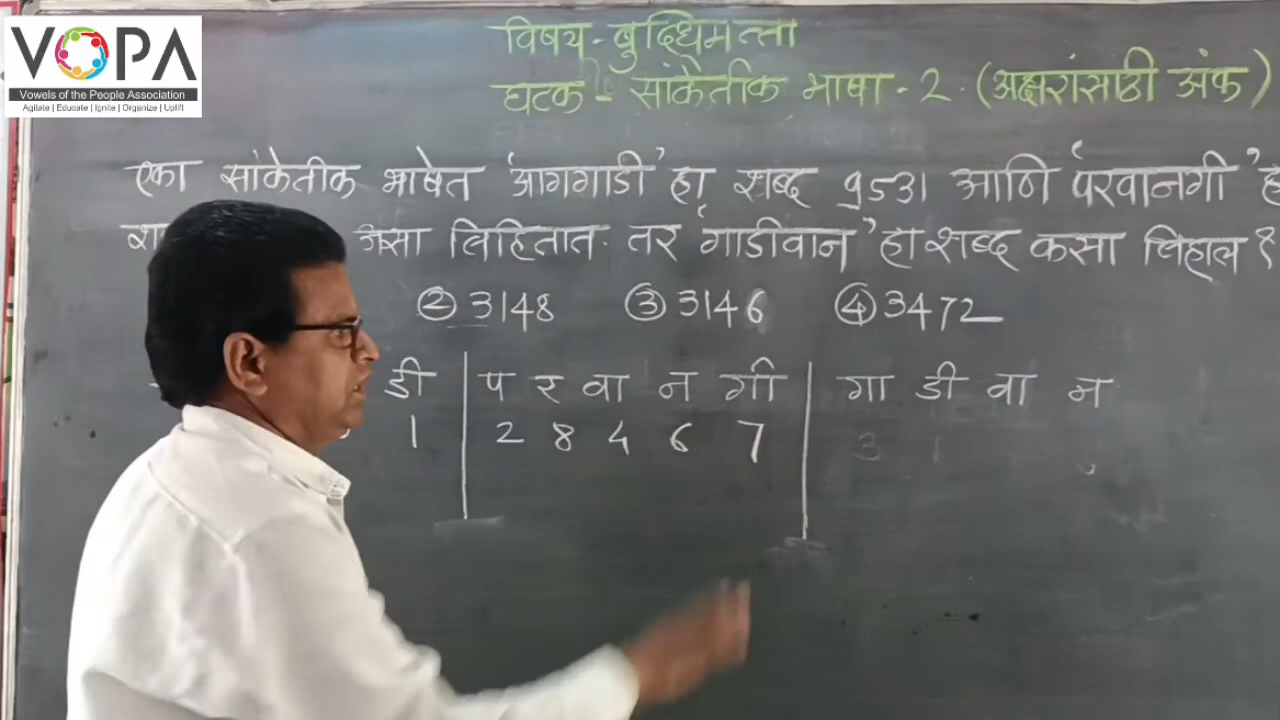 VOPA
Vowels of the People Association
Agitate | Educate | Ignite | Organize | Uplift
विषय - बुद्धिमत्ता
घटक - सांकेतीक भाषा - 2. (अक्षरांसाठी अंक)
एका सांकेतीक भाषेत 'आगगाडी' हा शब्द 9531 आणि 'परवानगी'
असा लिहितात. तर 'गाडीवान' हा शब्द कसा लिहाल?
② 3148 ③ 3146 ④ 3472
डी प र वा न गी गा डी वा न
1 2 8 4 6 7 3 1